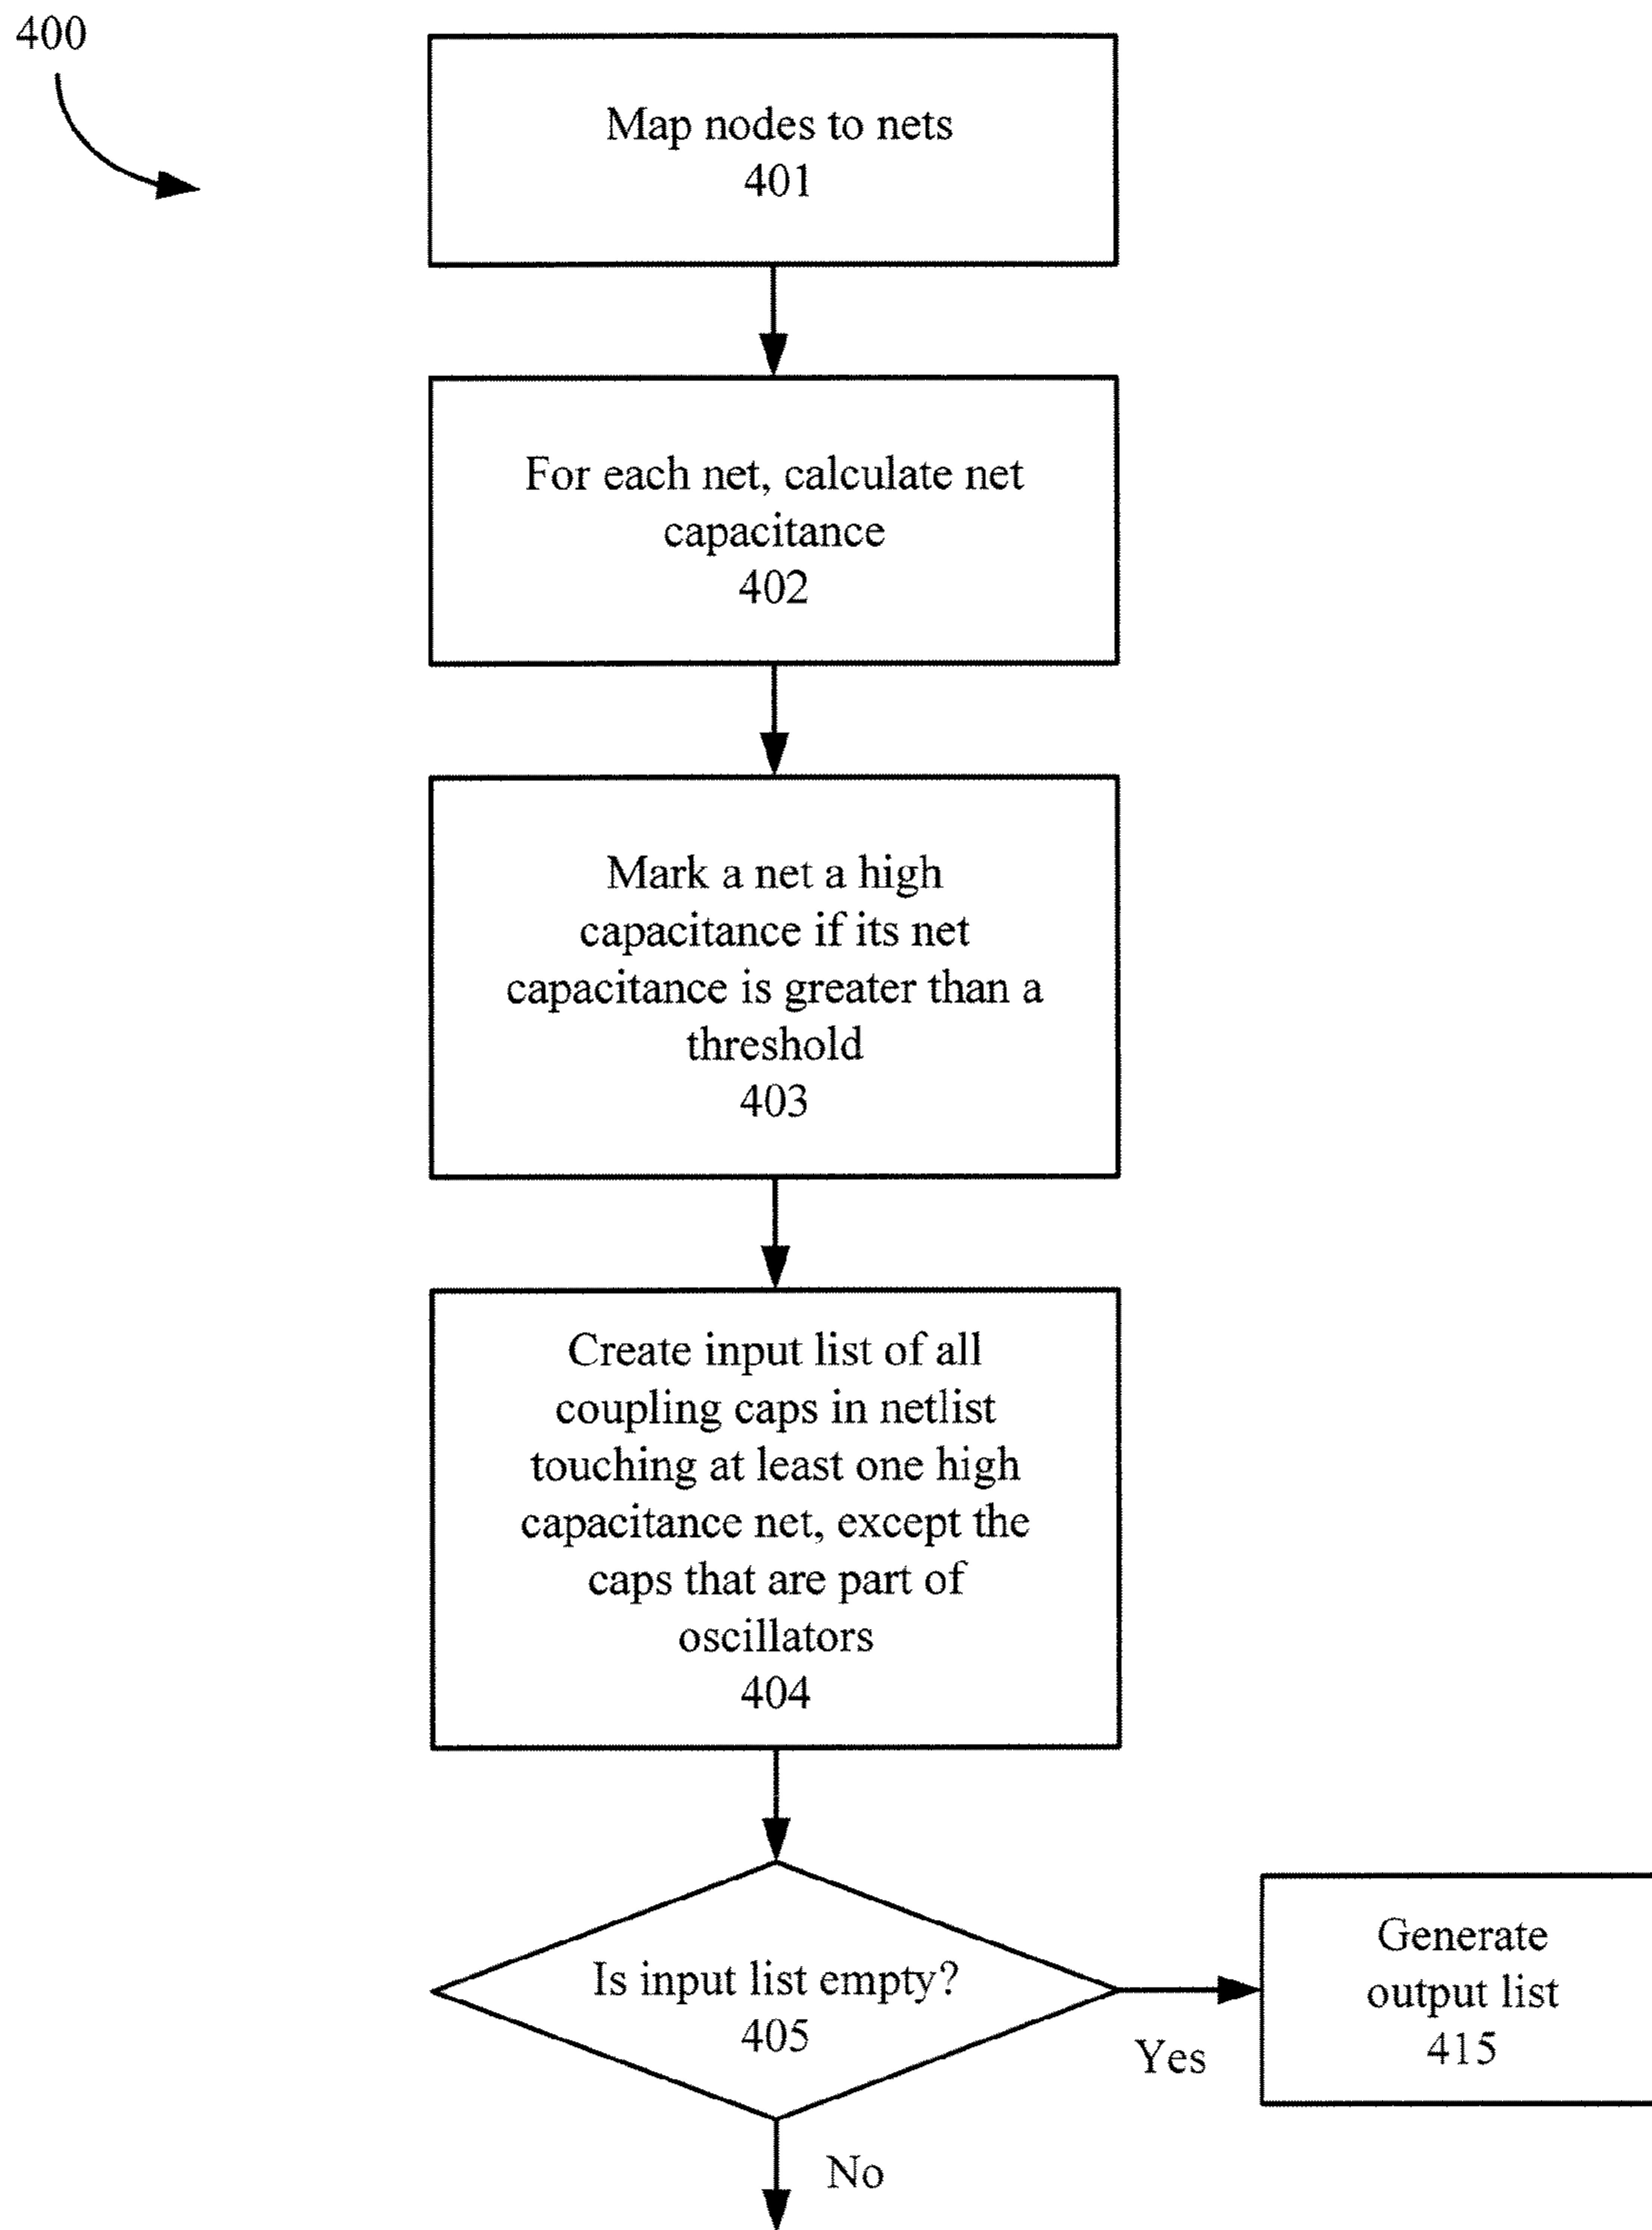 400
Map nodes to nets
401
For each net, calculate net
capacitance
402
Mark a net a high
capacitance if its net
capacitance is greater than a
threshold
403
Create input list of all
coupling caps in netlist
touching at least one high
capacitance net, except the
caps that are part of
oscillators
404
Is input list empty?
405
Yes
Generate
output list
415
No